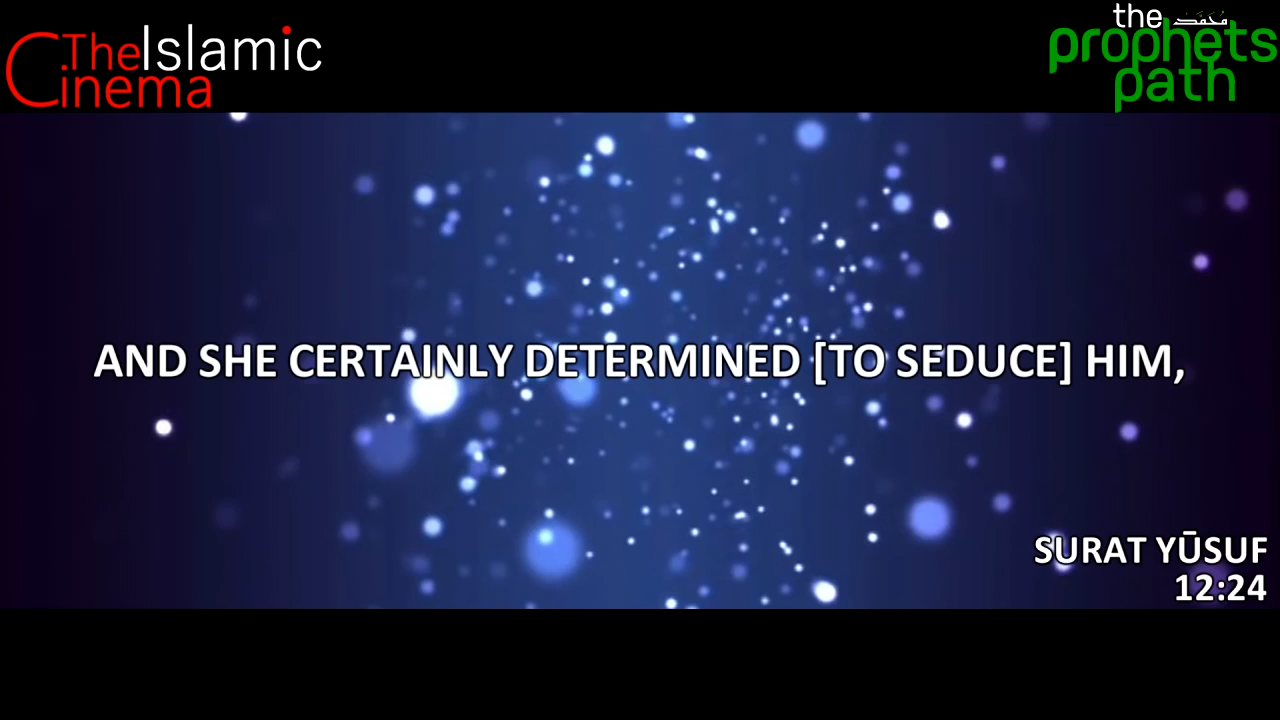 The Islamic
Cinema
the محمد
prophets
path
AND SHE CERTAINLY DETERMINED [TO SEDUCE] HIM,
SURAT YŪSUF
12:24